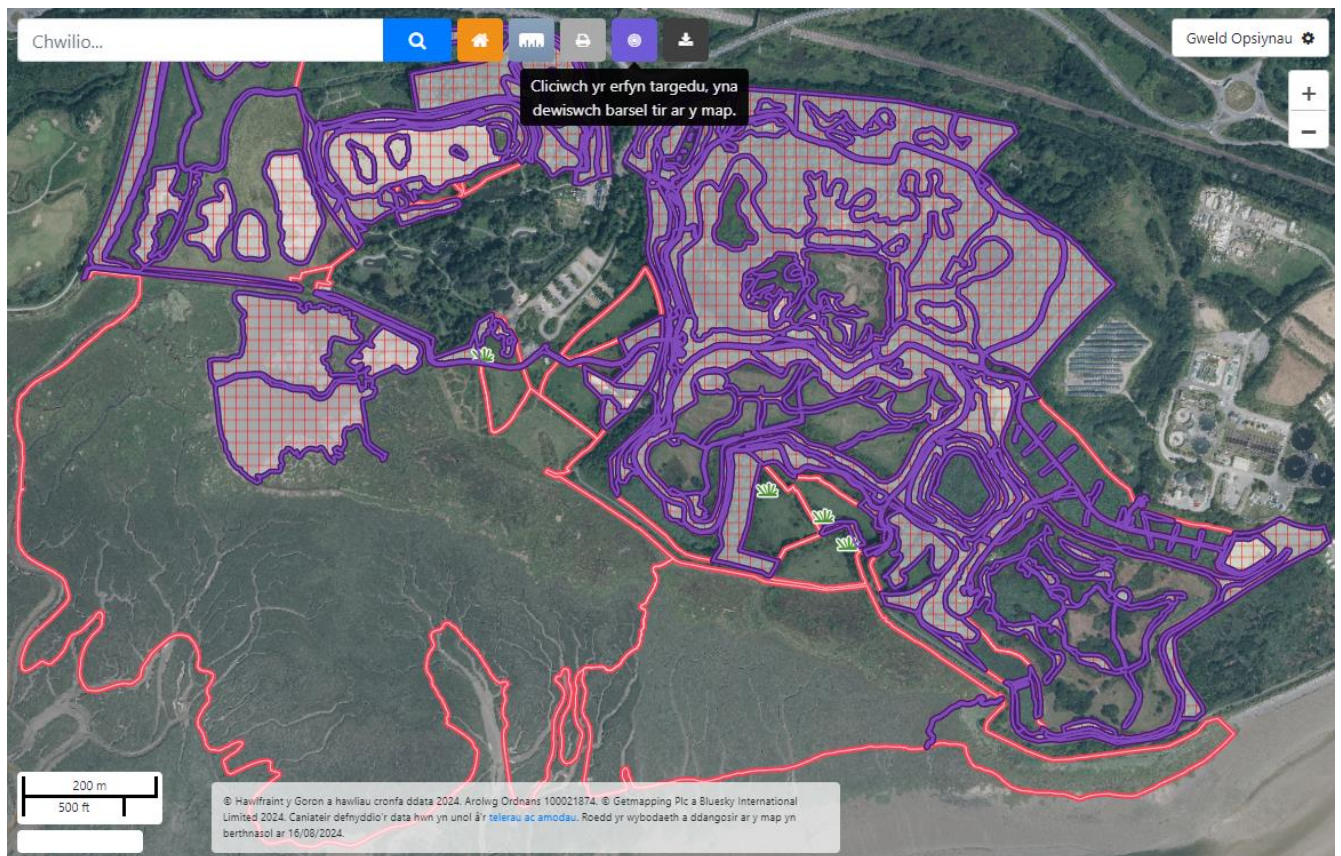 Chwilio...
Gweld Opsiynau
Cliciwch yr erfyn targedu, yna
dewiswch barsel tir ar y map.
+
−
200 m
500 ft
© Hawlfraint y Goron a hawliau cronfa ddata 2024. Arolwg Ordnans 100021874. © Getmapping Plc a Bluesky International
Limited 2024. Caniateir defnyddio'r data hwn yn unol â'r telerau ac amodau. Roedd yr wybodaeth a ddangosir ar y map yn
berthnasol ar 16/08/2024.